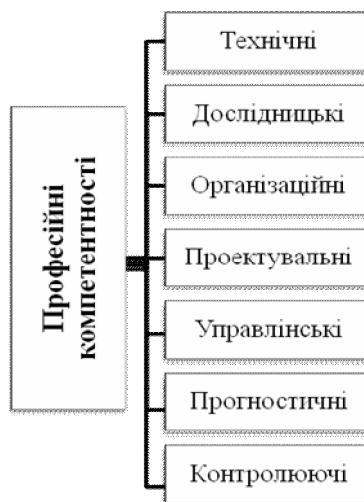 Професійні
компетентності
Технічні
Дослідницькі
Організаційні
Проектувальні
Управлінські
Прогностичні
Контролюючі